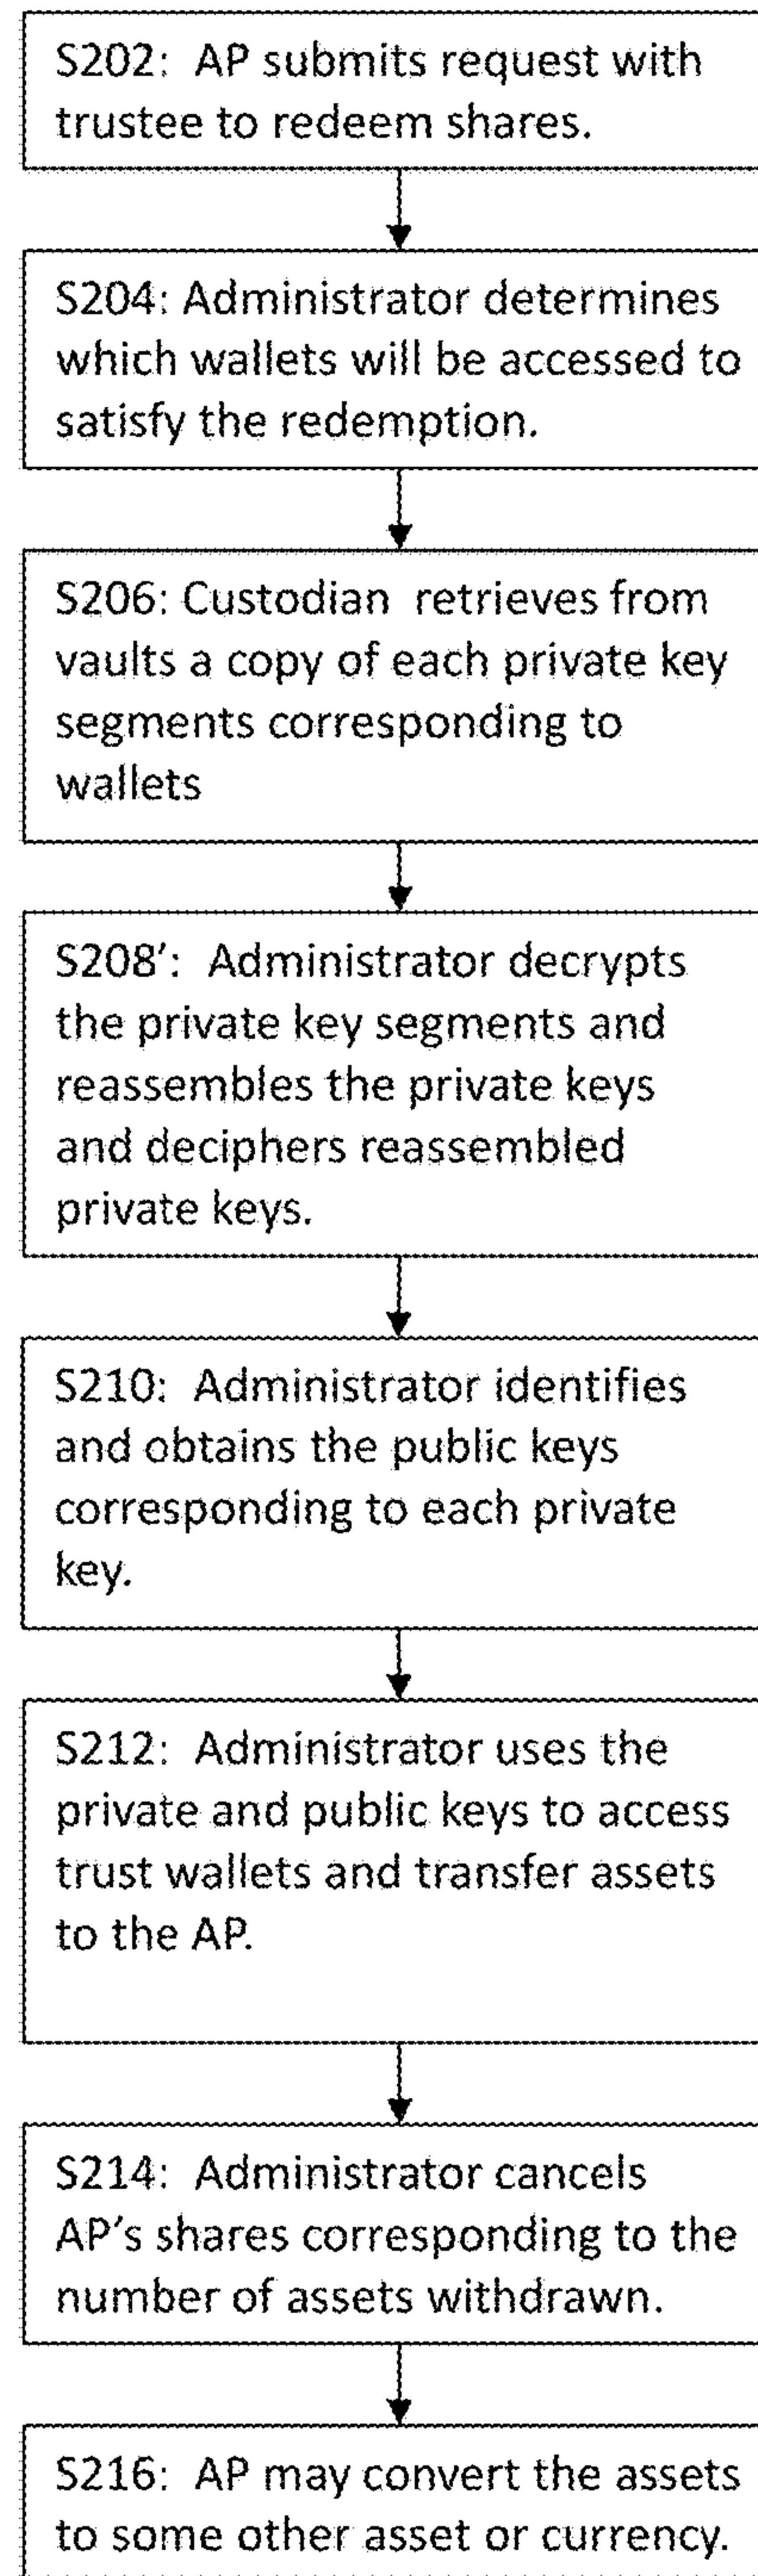 S202: AP submits request with
trustee to redeem shares.
S204: Administrator determines
which wallets will be accessed to
satisfy the redemption.
S206: Custodian retrieves from
vaults a copy of each private key
segments corresponding to
wallets
S208': Administrator decrypts
the private key segments and
reassembles the private keys
and deciphers reassembled
private keys.
S210: Administrator identifies
and obtains the public keys
corresponding to each private
key.
S212: Administrator uses the
private and public keys to access
trust wallets and transfer assets
to the AP.
S214: Administrator cancels
AP's shares corresponding to the
number of assets withdrawn.
S216: AP may convert the assets
to some other asset or currency.